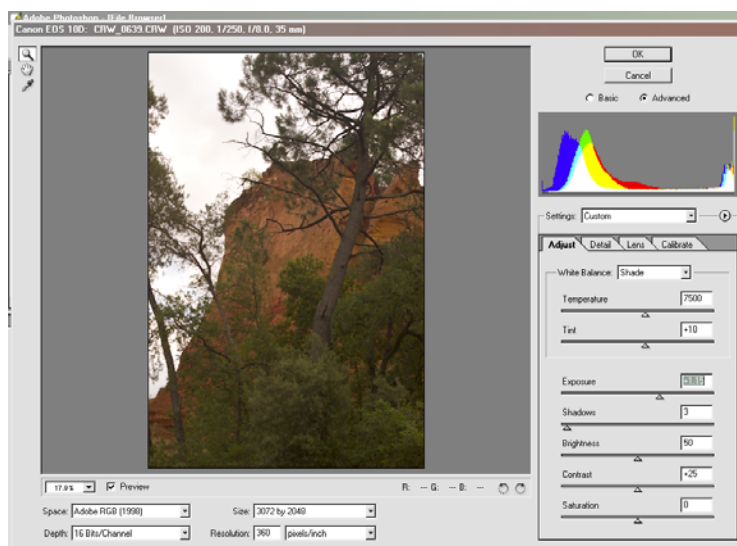 Adobe Photoshop - [File Browser]
Canon EOS 10D: CRW_0639.CRW (ISO 200, 1/250, f/8.0, 35 mm)
OK
Cancel
Basic Advanced
Settings: Custom
Adjust Detail Lens Calibrate
White Balance: Shade
Temperature 7500
Tint +10
Exposure
Shadows 3
Brightness 50
Contrast +25
Saturation 0
17.9% Preview R: -- G: -- B: --
Space: Adobe RGB (1998) Size: 3072 by 2048
Depth: 16 Bits/Channel Resolution: 360 pixels/inch